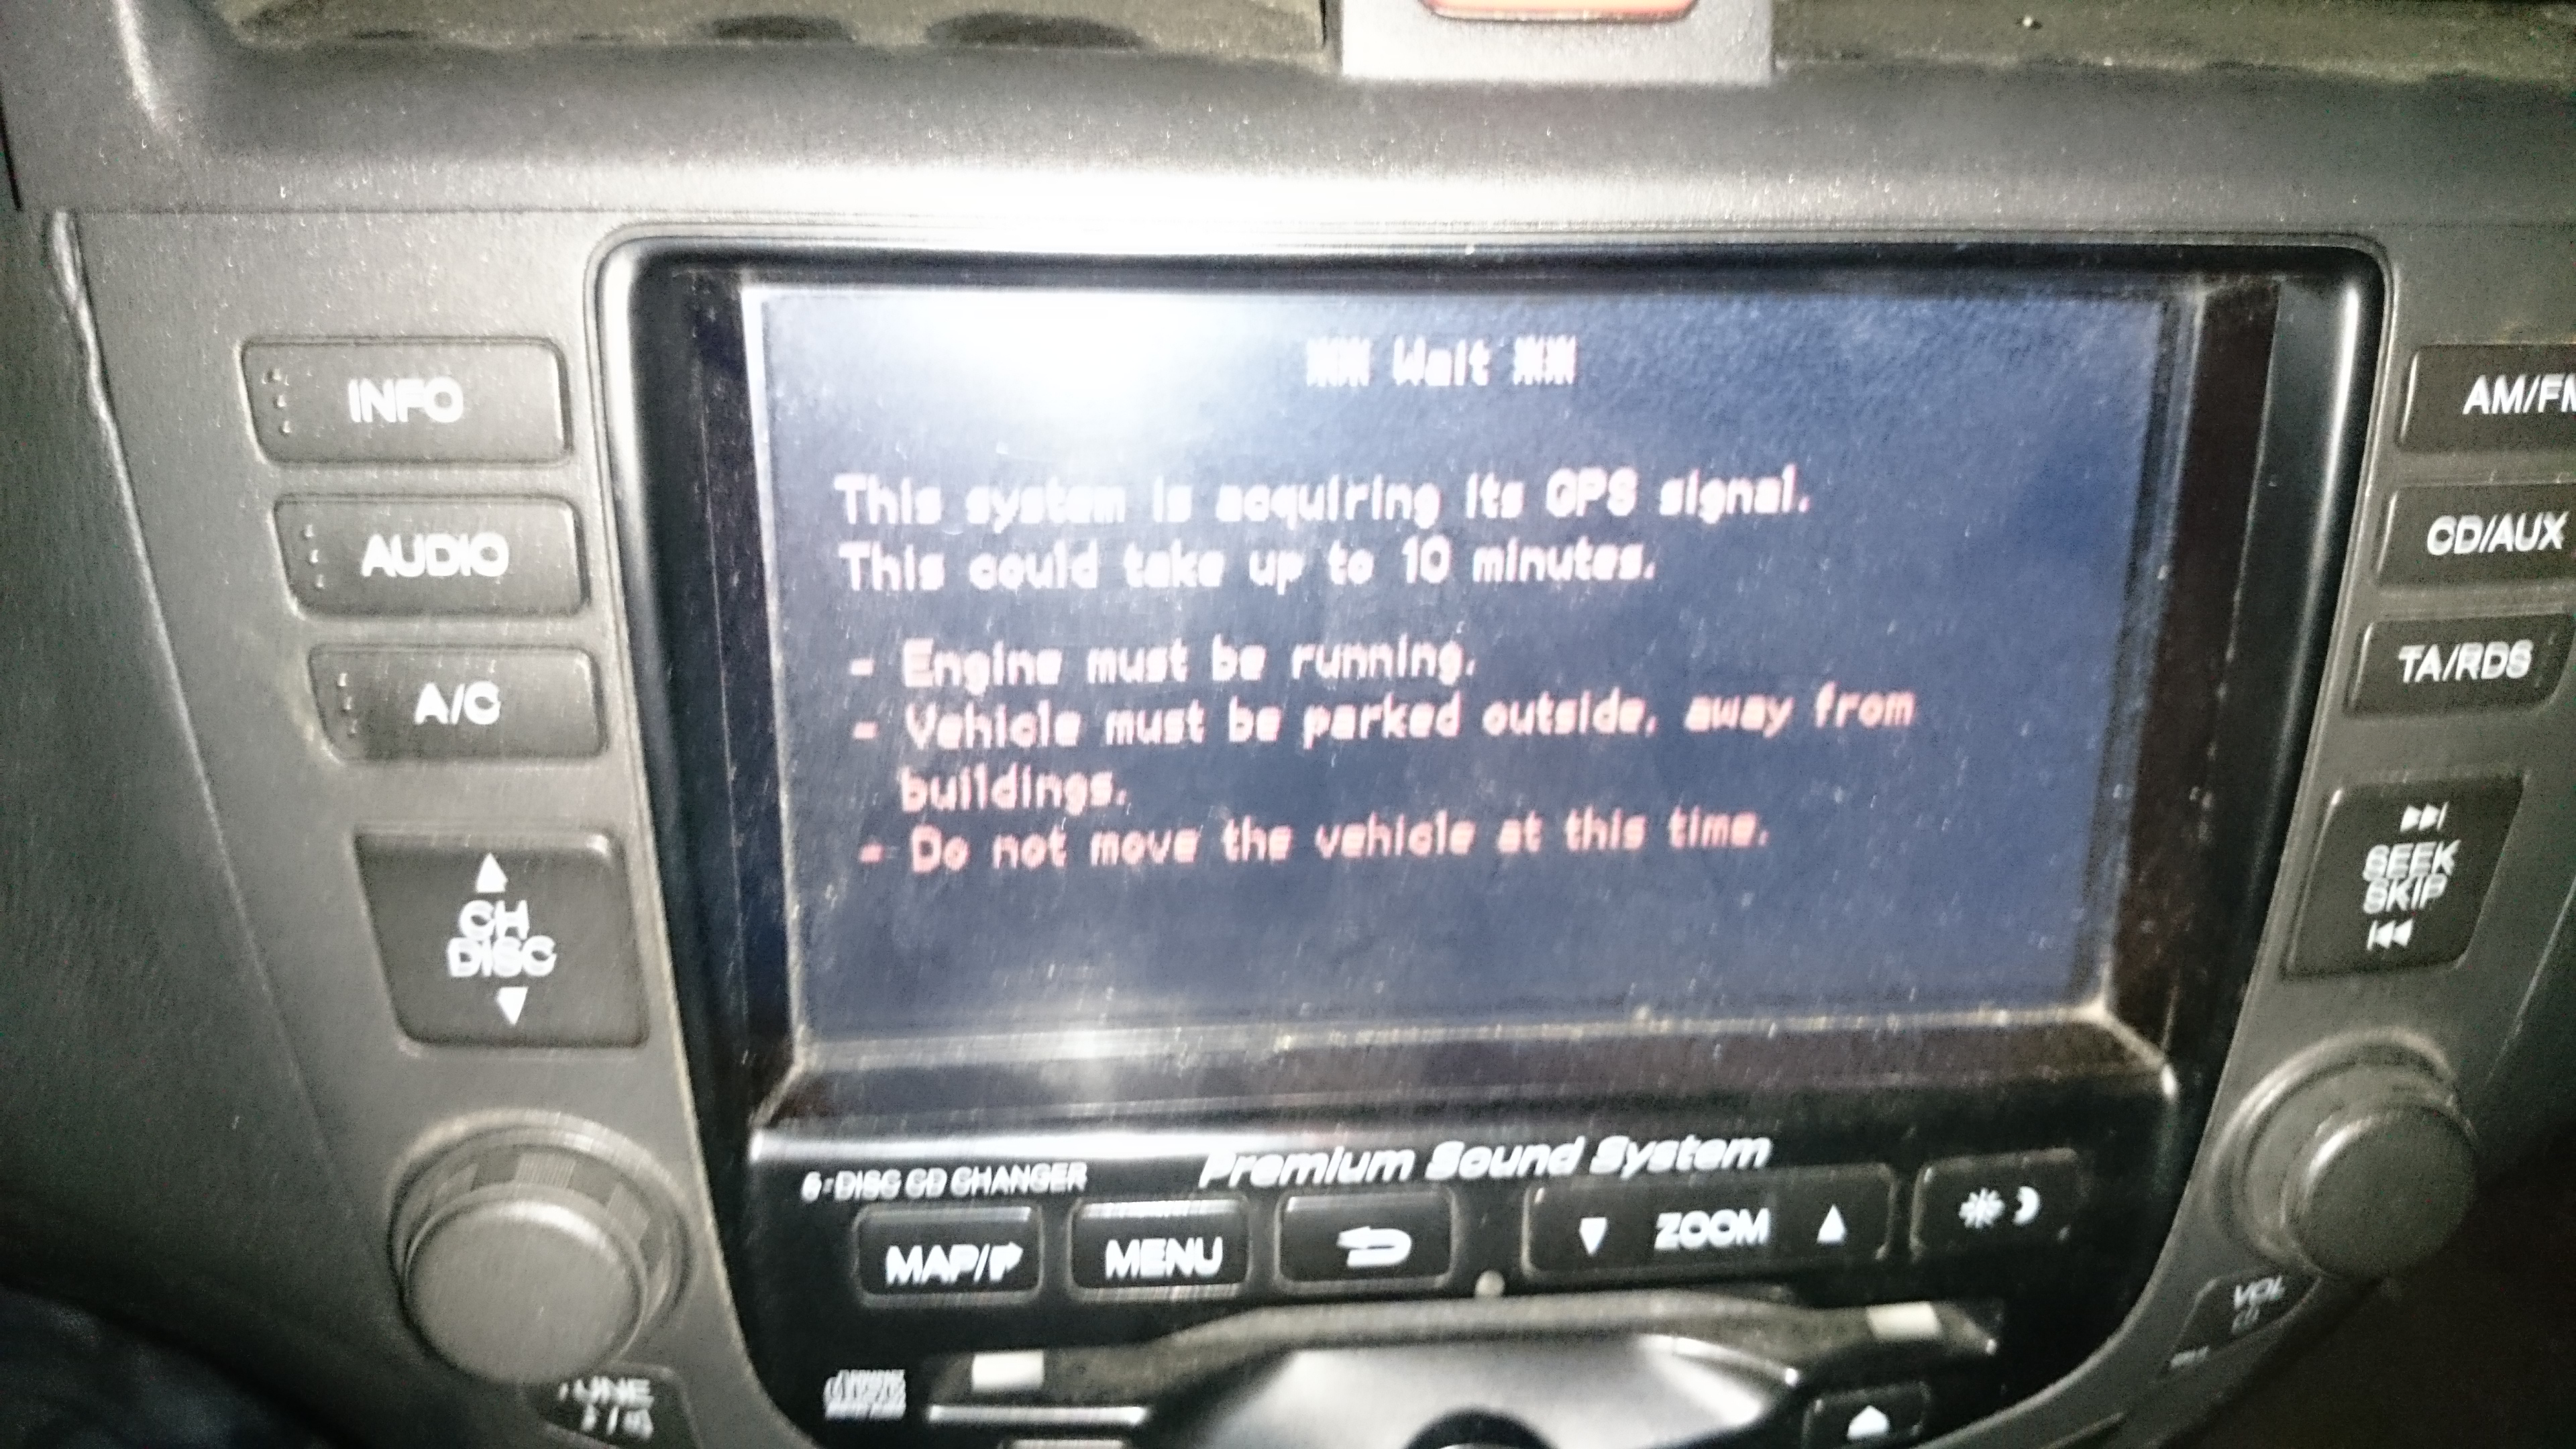 ※※ Wait ※※
This system is acquiring its GPS signal.
This could take up to 10 minutes.
- Engine must be running.
- Vehicle must be parked outside, away from
buildings.
- Do not move the vehicle at this time.
INFO
AUDIO
A/C
▲
CH
DISC
▼
AM/FM
CD/AUX
TA/RDS
SEEK
SKIP
6-DISC CD CHANGER
Premium Sound System
MAP/
MENU
▼ ZOOM ▲
VOL
TUNE